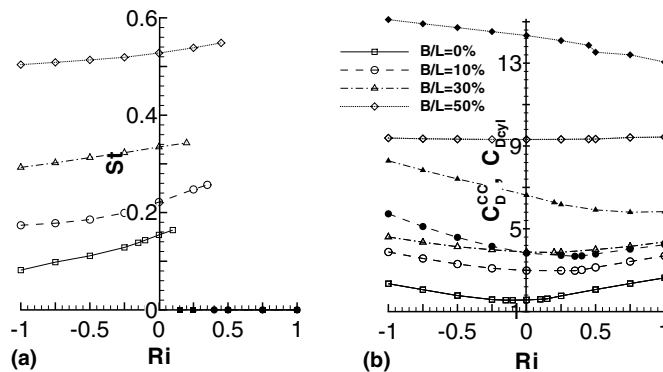 0.6
0.4
0.2
0
St
-1 -0.5 0 0.5 1
(a) Ri
B/L=0%
B/L=10%
B/L=30%
B/L=50%
13
9
5
1
C_D^CC, C_Dcyl
-1 -0.5 0 0.5 1
(b) Ri